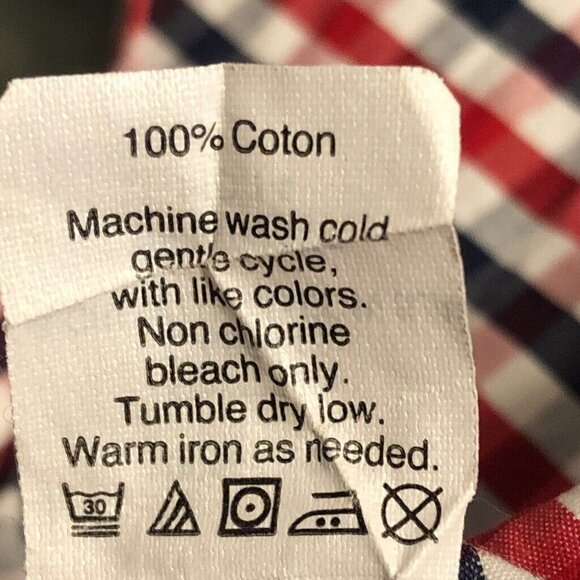 100% Coton
Machine wash cold
gentle cycle,
with like colors.
Non chlorine
bleach only.
Tumble dry low.
Warm iron as needed.
30